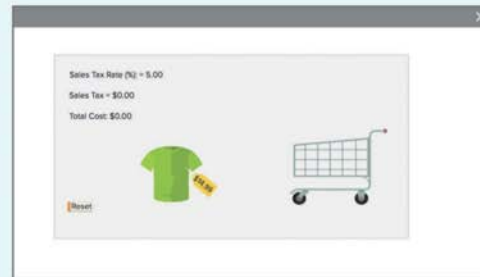 Sales Tax Rate (%): = 5.00
Sales Tax = $0.00
Total Cost: $0.00
Reset